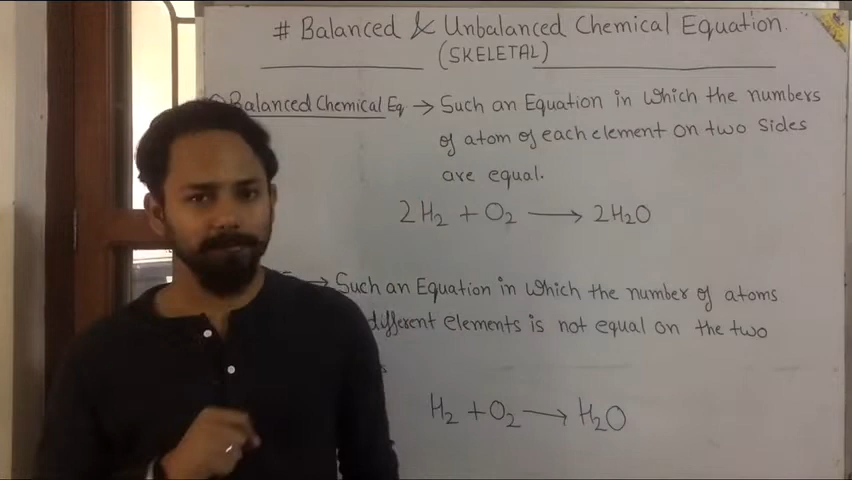 # Balanced & Unbalanced Chemical Equation.
(SKELETAL)
Balanced Chemical Eq → Such an Equation in which the numbers
of atom of each element on two sides
are equal.
2H₂ + O₂ → 2H₂O
→ Such an Equation in which the number of atoms
different elements is not equal on the two
H₂ + O₂ → H₂O